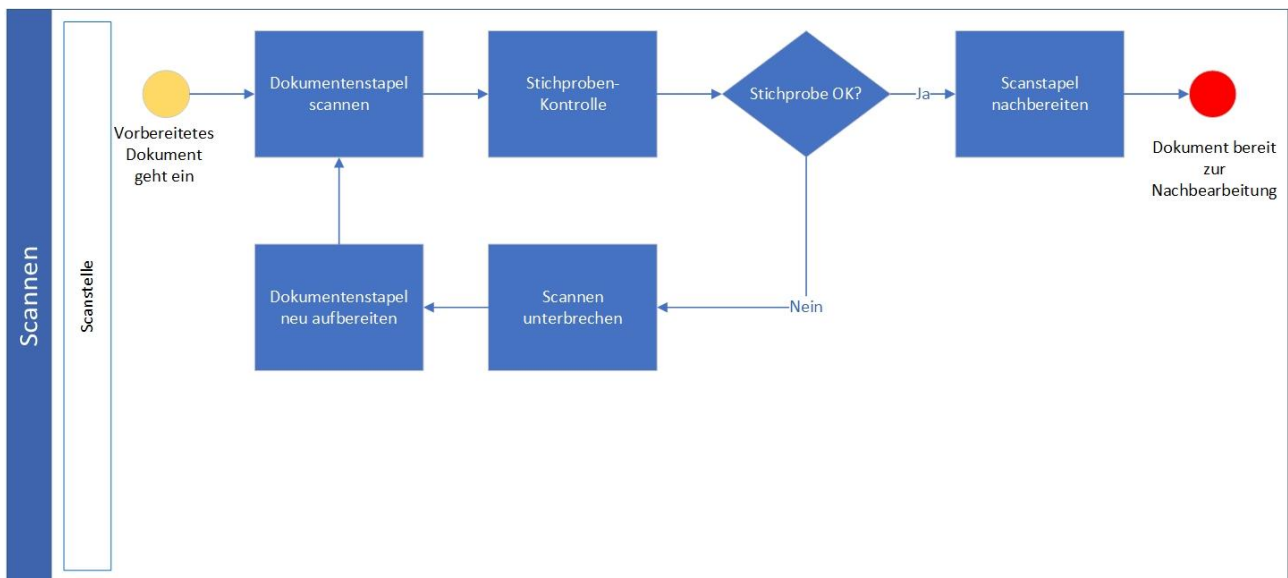 Scannen
Scanstelle
Vorbereitetes
Dokument
geht ein
Dokumentenstapel
scannen
Stichproben-
Kontrolle
Stichprobe OK?
Ja
Scanstapel
nachbereiten
Dokument bereit
zur
Nachbearbeitung
Nein
Scannen
unterbrechen
Dokumentenstapel
neu aufbereiten